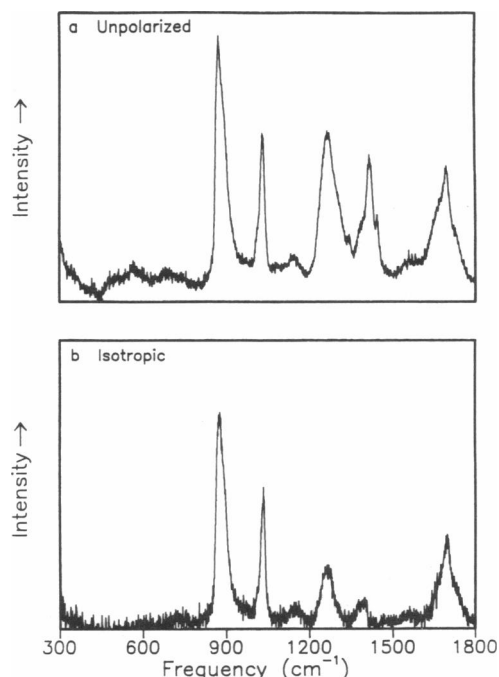 a Unpolarized
Intensity →
b Isotropic
Intensity →
300 600 900 1200 1500 1800
Frequency (cm⁻¹)